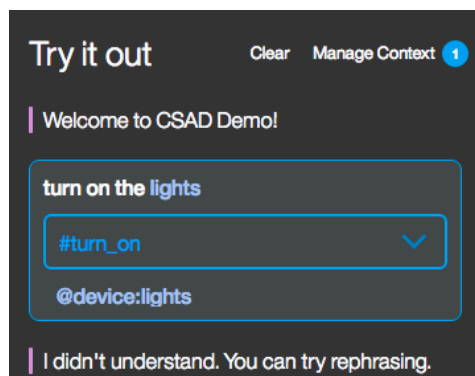 Try it out Clear Manage Context 1
Welcome to CSAD Demo!
turn on the lights
#turn_on
@device:lights
I didn't understand. You can try rephrasing.